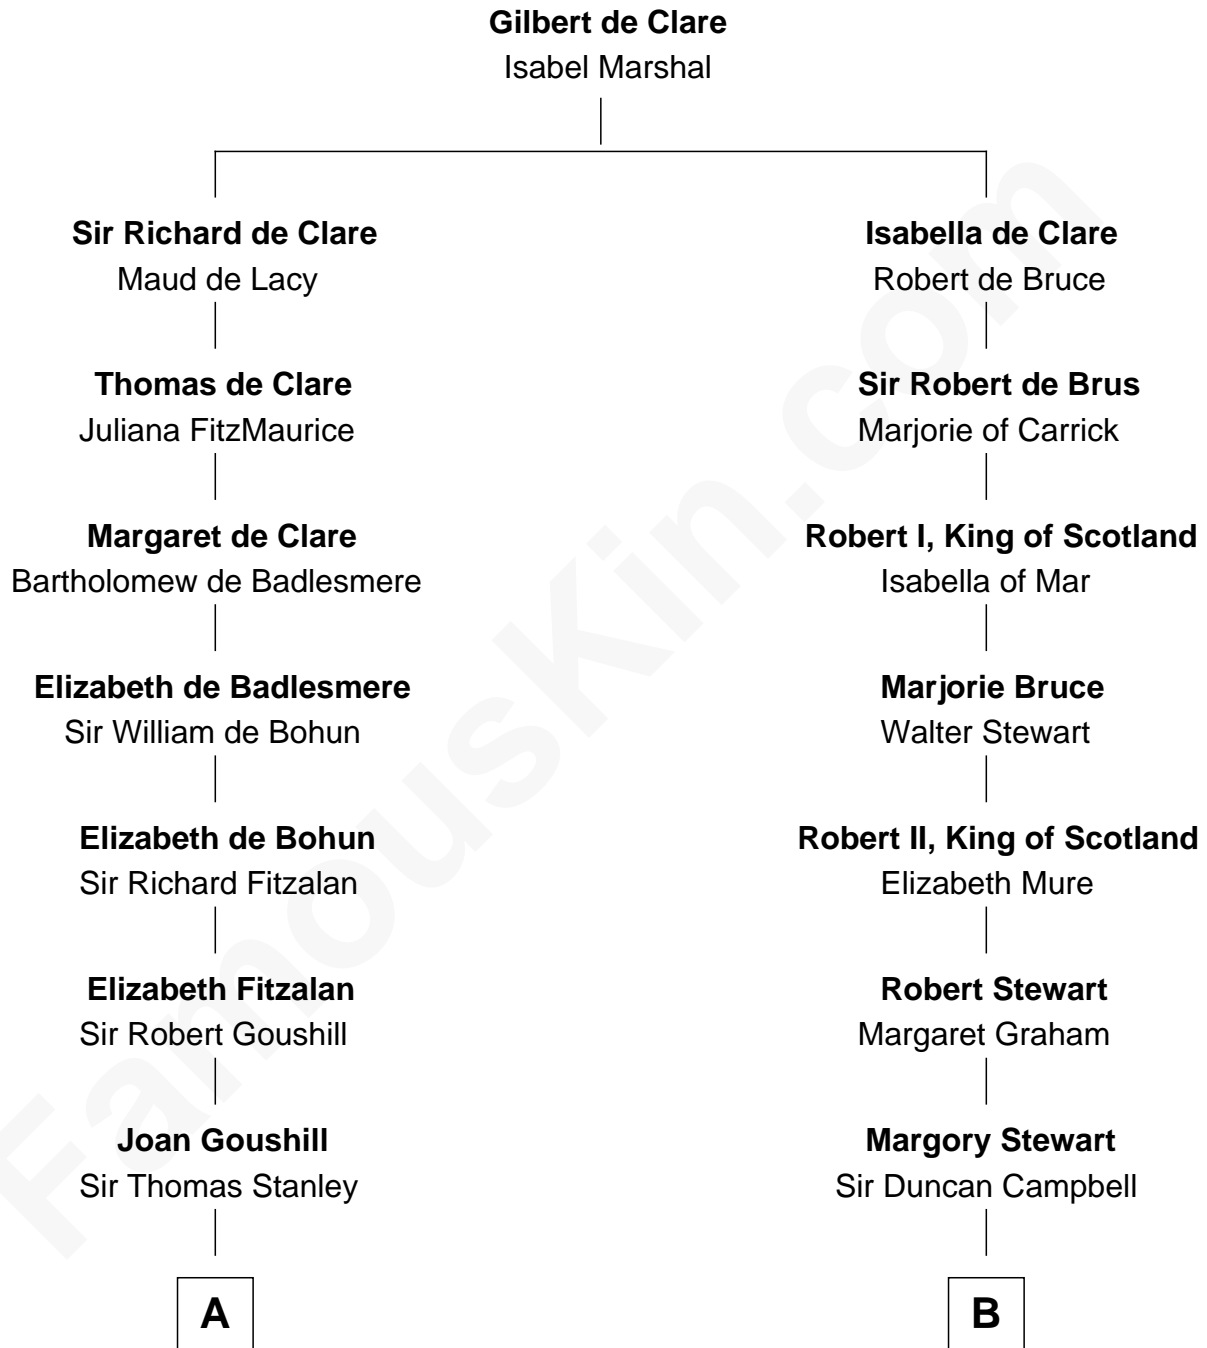 Gilbert de Clare
Isabel Marshal
Sir Richard de Clare
Maud de Lacy
Isabella de Clare
Robert de Bruce
Thomas de Clare
Juliana FitzMaurice
Sir Robert de Brus
Marjorie of Carrick
Margaret de Clare
Bartholomew de Badlesmere
Robert I, King of Scotland
Isabella of Mar
Elizabeth de Badlesmere
Sir William de Bohun
Marjorie Bruce
Walter Stewart
Elizabeth de Bohun
Sir Richard Fitzalan
Robert II, King of Scotland
Elizabeth Mure
Elizabeth Fitzalan
Sir Robert Goushill
Robert Stewart
Margaret Graham
Joan Goushill
Sir Thomas Stanley
Margory Stewart
Sir Duncan Campbell
A
B
FamousKin.com